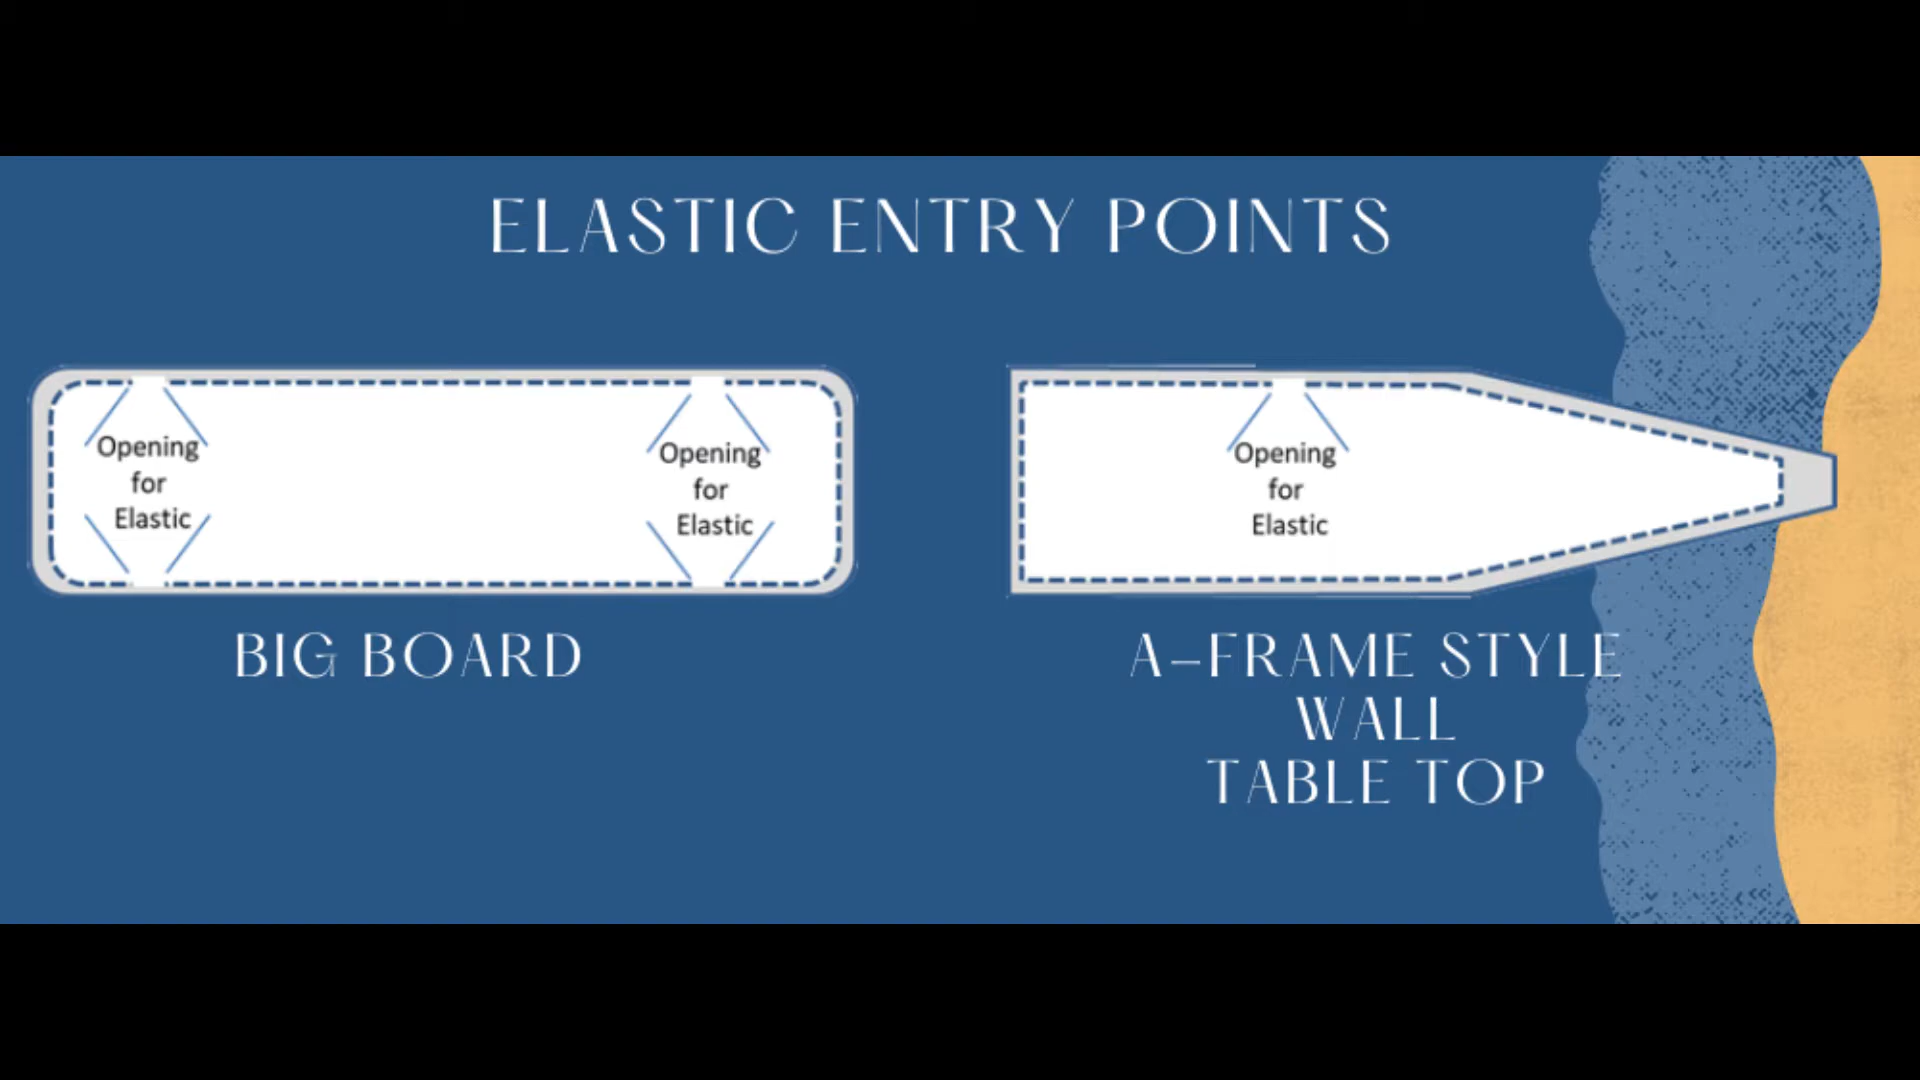 ELASTIC ENTRY POINTS
Opening
for
Elastic
Opening
for
Elastic
BIG BOARD
Opening
for
Elastic
A-FRAME STYLE
WALL
TABLE TOP